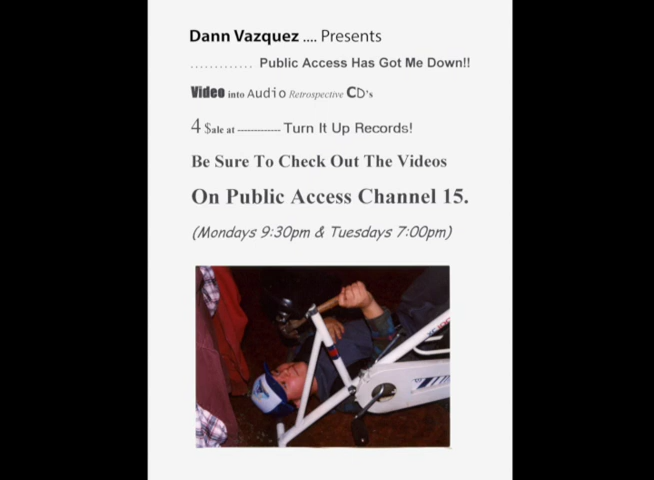 Dann Vazquez .... Presents
............. Public Access Has Got Me Down!!
Video into Audio Retrospective CD's
4 $ale at ------------ Turn It Up Records!
Be Sure To Check Out The Videos
On Public Access Channel 15.
(Mondays 9:30pm & Tuesdays 7:00pm)